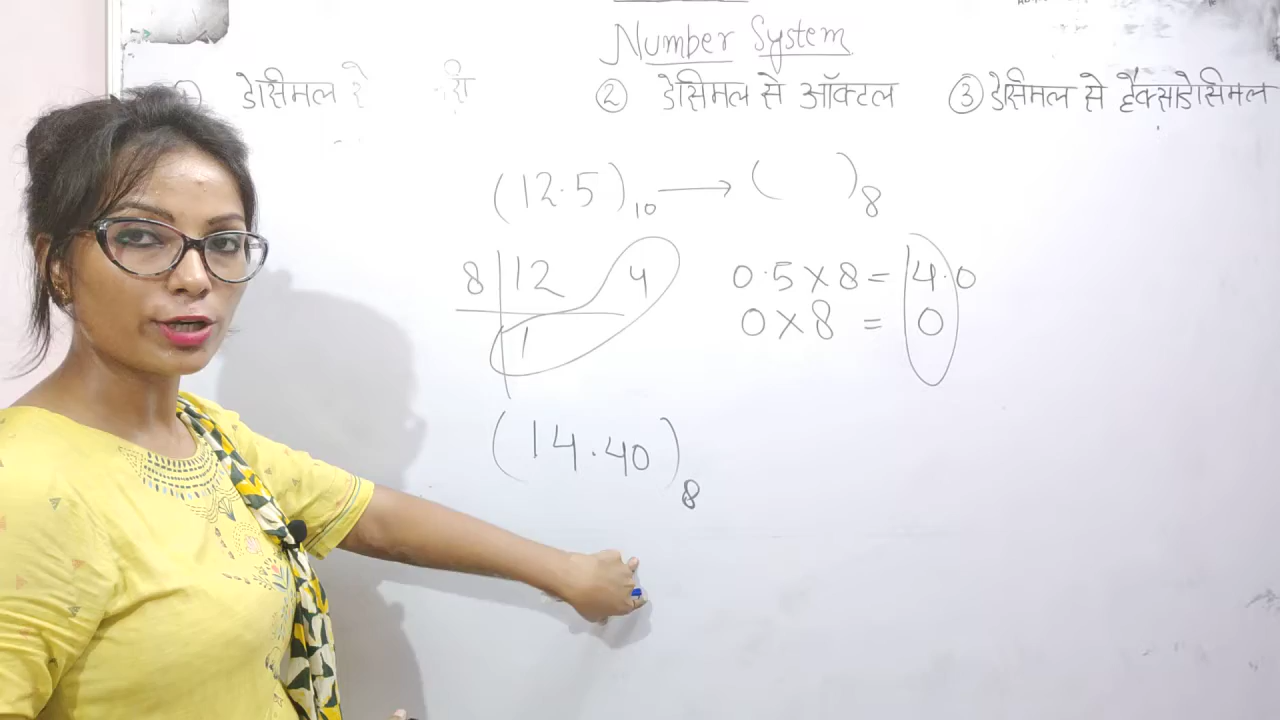 Number System
डेसिमल
② डेसिमल से ऑक्टल
③ डेसिमल से हैक्साडेसिमल
(12.5)10 → ( )8
8 | 12 4
1
0.5 × 8 = 4.0
0 × 8 = 0
(14.40)8